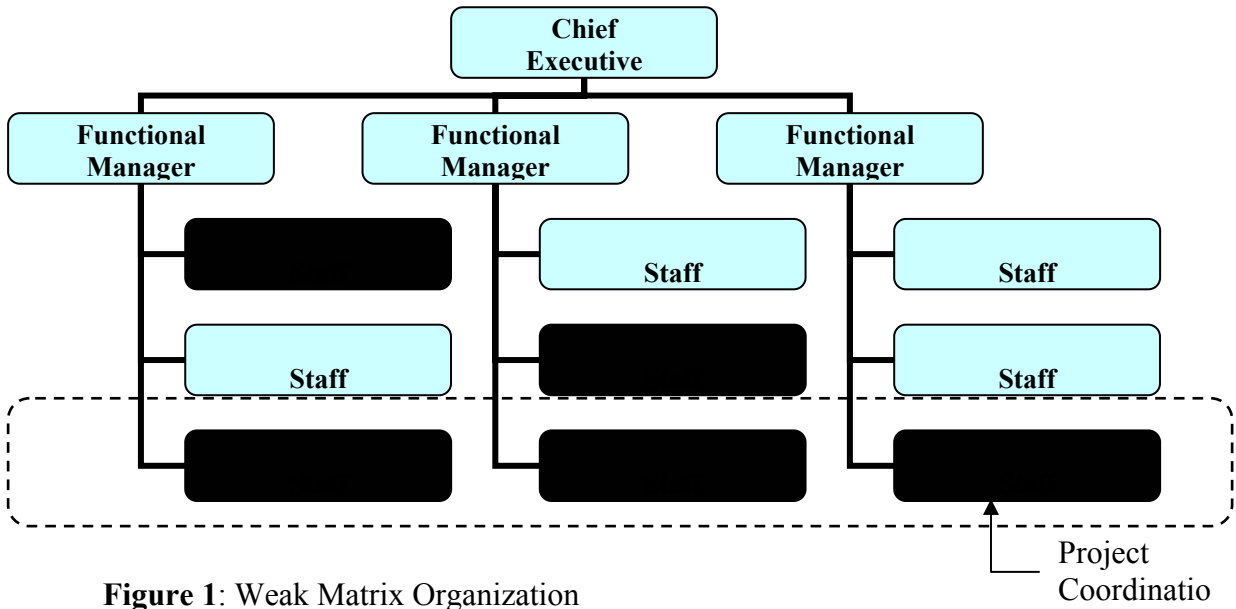 Chief
Executive
Functional
Manager
Functional
Manager
Functional
Manager
Staff
Staff
Staff
Staff
Project
Coordinatio
Figure 1: Weak Matrix Organization